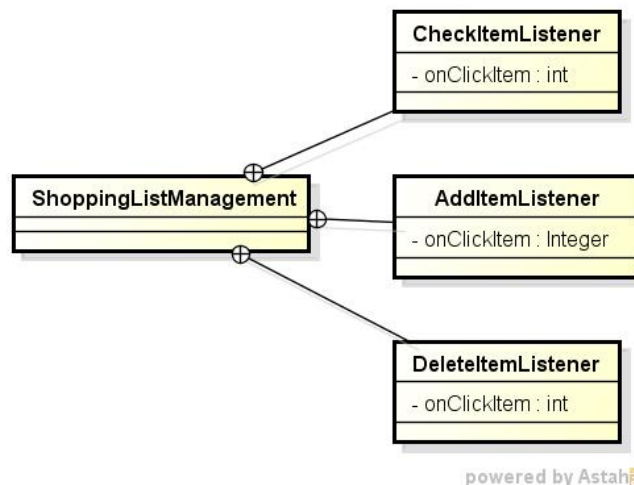 CheckItemListener
- onClickItem : int
ShoppingListManagement
AddItemListener
- onClickItem : Integer
DeleteItemListener
- onClickItem : int
powered by Astah